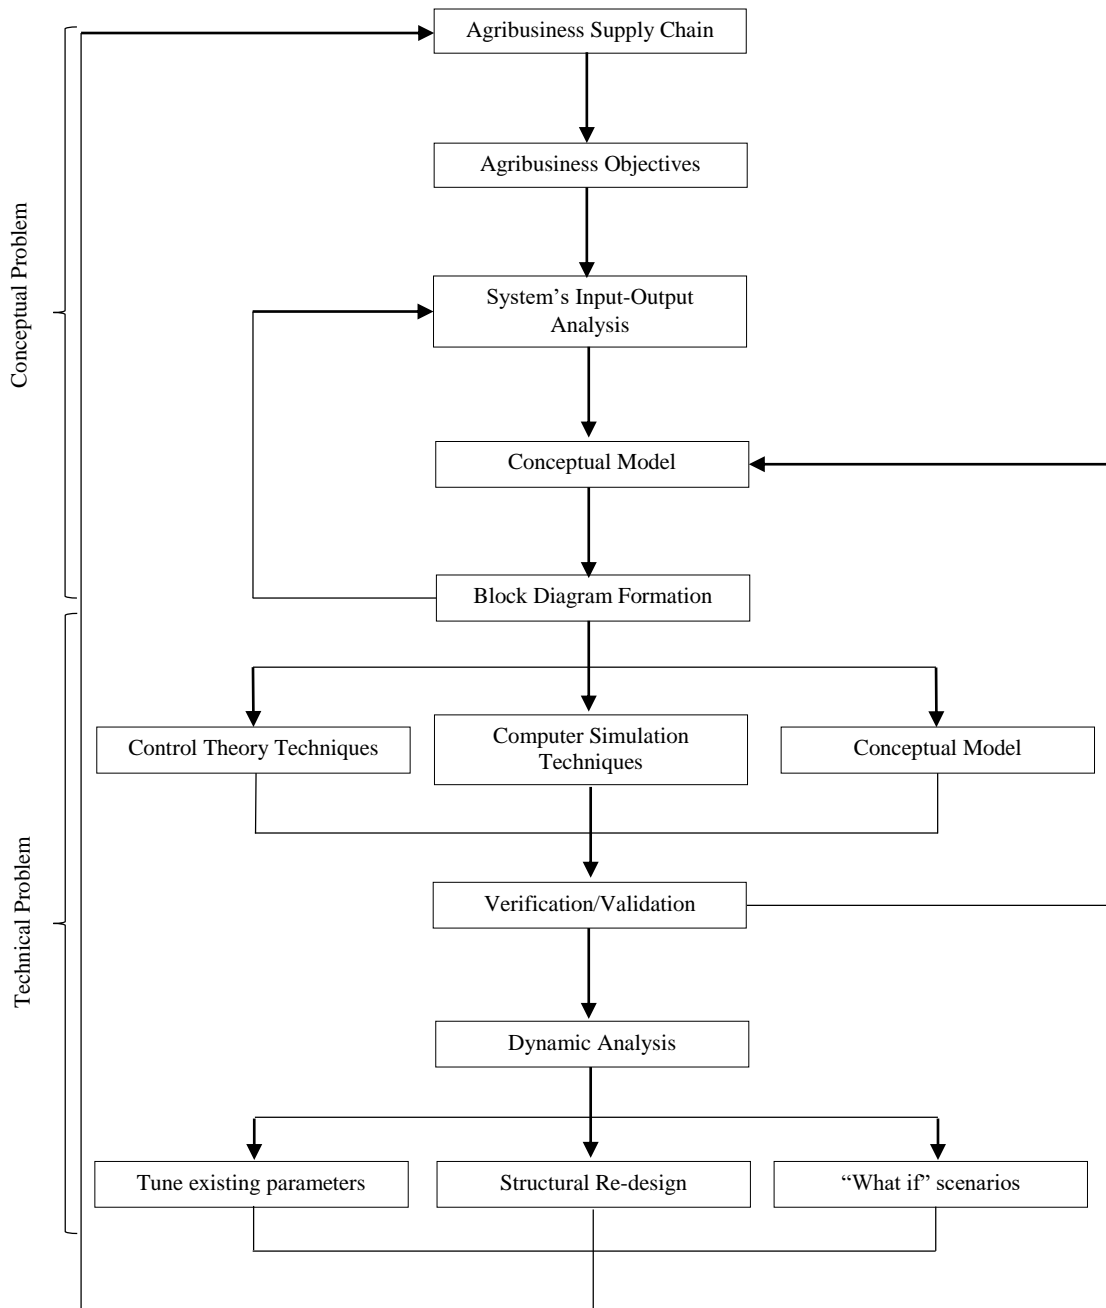 Agribusiness Supply Chain
Agribusiness Objectives
Conceptual Problem
System’s Input-Output
Analysis
Conceptual Model
Block Diagram Formation
Control Theory Techniques
Computer Simulation
Techniques
Conceptual Model
Technical Problem
Verification/Validation
Dynamic Analysis
Tune existing parameters
Structural Re-design
“What if” scenarios